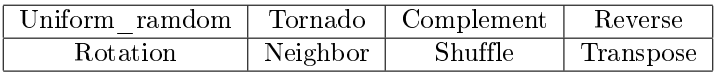 Uniform_ramdom Tornado Complement Reverse
Rotation Neighbor Shuffle Transpose